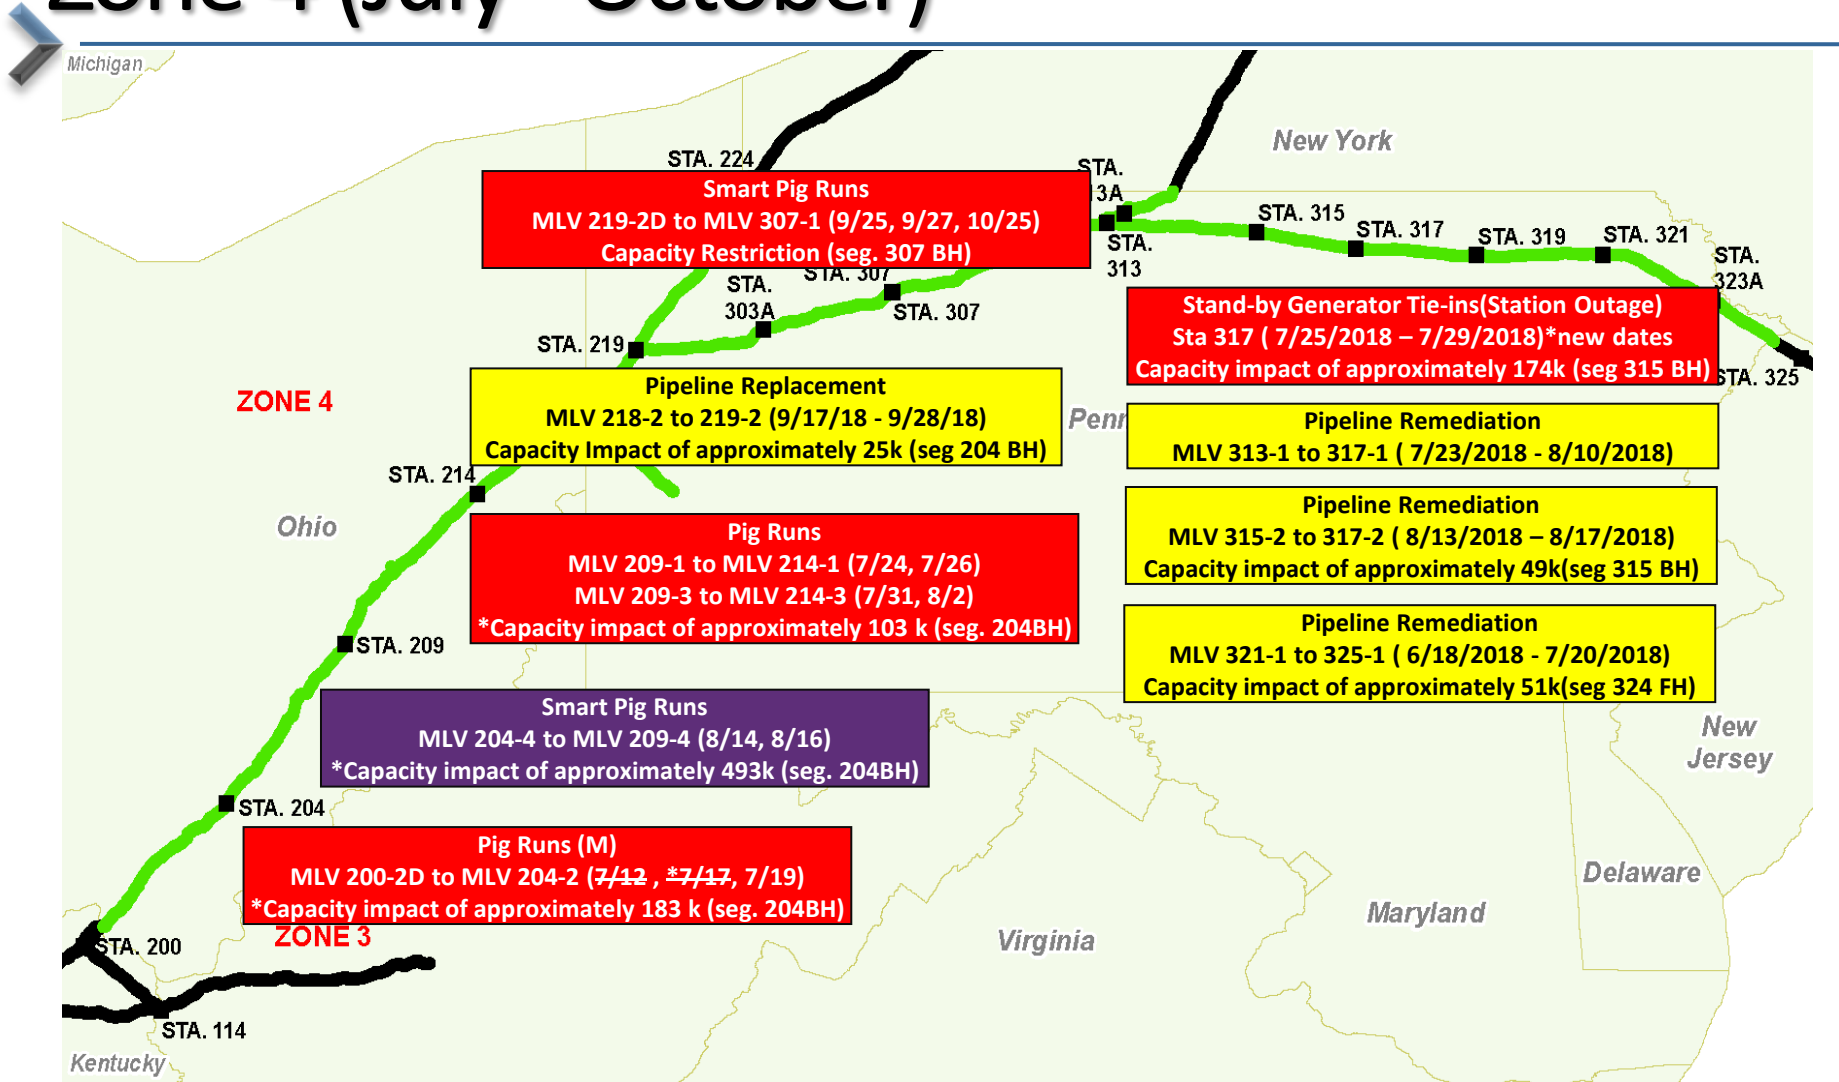 Zone 4 (July - October)
Michigan
New York
STA. 224
STA.
13A
Smart Pig Runs
MLV 219-2D to MLV 307-1 (9/25, 9/27, 10/25)
Capacity Restriction (seg. 307 BH)
STA. 315
STA. 317
STA. 319
STA. 321
STA.
313
STA.
323A
STA. 307
STA.
303A
STA. 307
STA. 219
Stand-by Generator Tie-ins(Station Outage)
Sta 317 ( 7/25/2018 – 7/29/2018)*new dates
Capacity impact of approximately 174k (seg 315 BH)
STA. 325
ZONE 4
Pipeline Replacement
MLV 218-2 to 219-2 (9/17/18 - 9/28/18)
Capacity Impact of approximately 25k (seg 204 BH)
Penn
Pipeline Remediation
MLV 313-1 to 317-1 ( 7/23/2018 - 8/10/2018)
STA. 214
Ohio
Pipeline Remediation
MLV 315-2 to 317-2 ( 8/13/2018 – 8/17/2018)
Capacity impact of approximately 49k(seg 315 BH)
Pig Runs
MLV 209-1 to MLV 214-1 (7/24, 7/26)
MLV 209-3 to MLV 214-3 (7/31, 8/2)
*Capacity impact of approximately 103 k (seg. 204BH)
STA. 209
Pipeline Remediation
MLV 321-1 to 325-1 ( 6/18/2018 - 7/20/2018)
Capacity impact of approximately 51k(seg 324 FH)
Smart Pig Runs
MLV 204-4 to MLV 209-4 (8/14, 8/16)
*Capacity impact of approximately 493k (seg. 204BH)
New
Jersey
STA. 204
Pig Runs (M)
MLV 200-2D to MLV 204-2 (7/12 , *7/17, 7/19)
*Capacity impact of approximately 183 k (seg. 204BH)
Delaware
Maryland
Virginia
ZONE 3
STA. 200
STA. 114
Kentucky